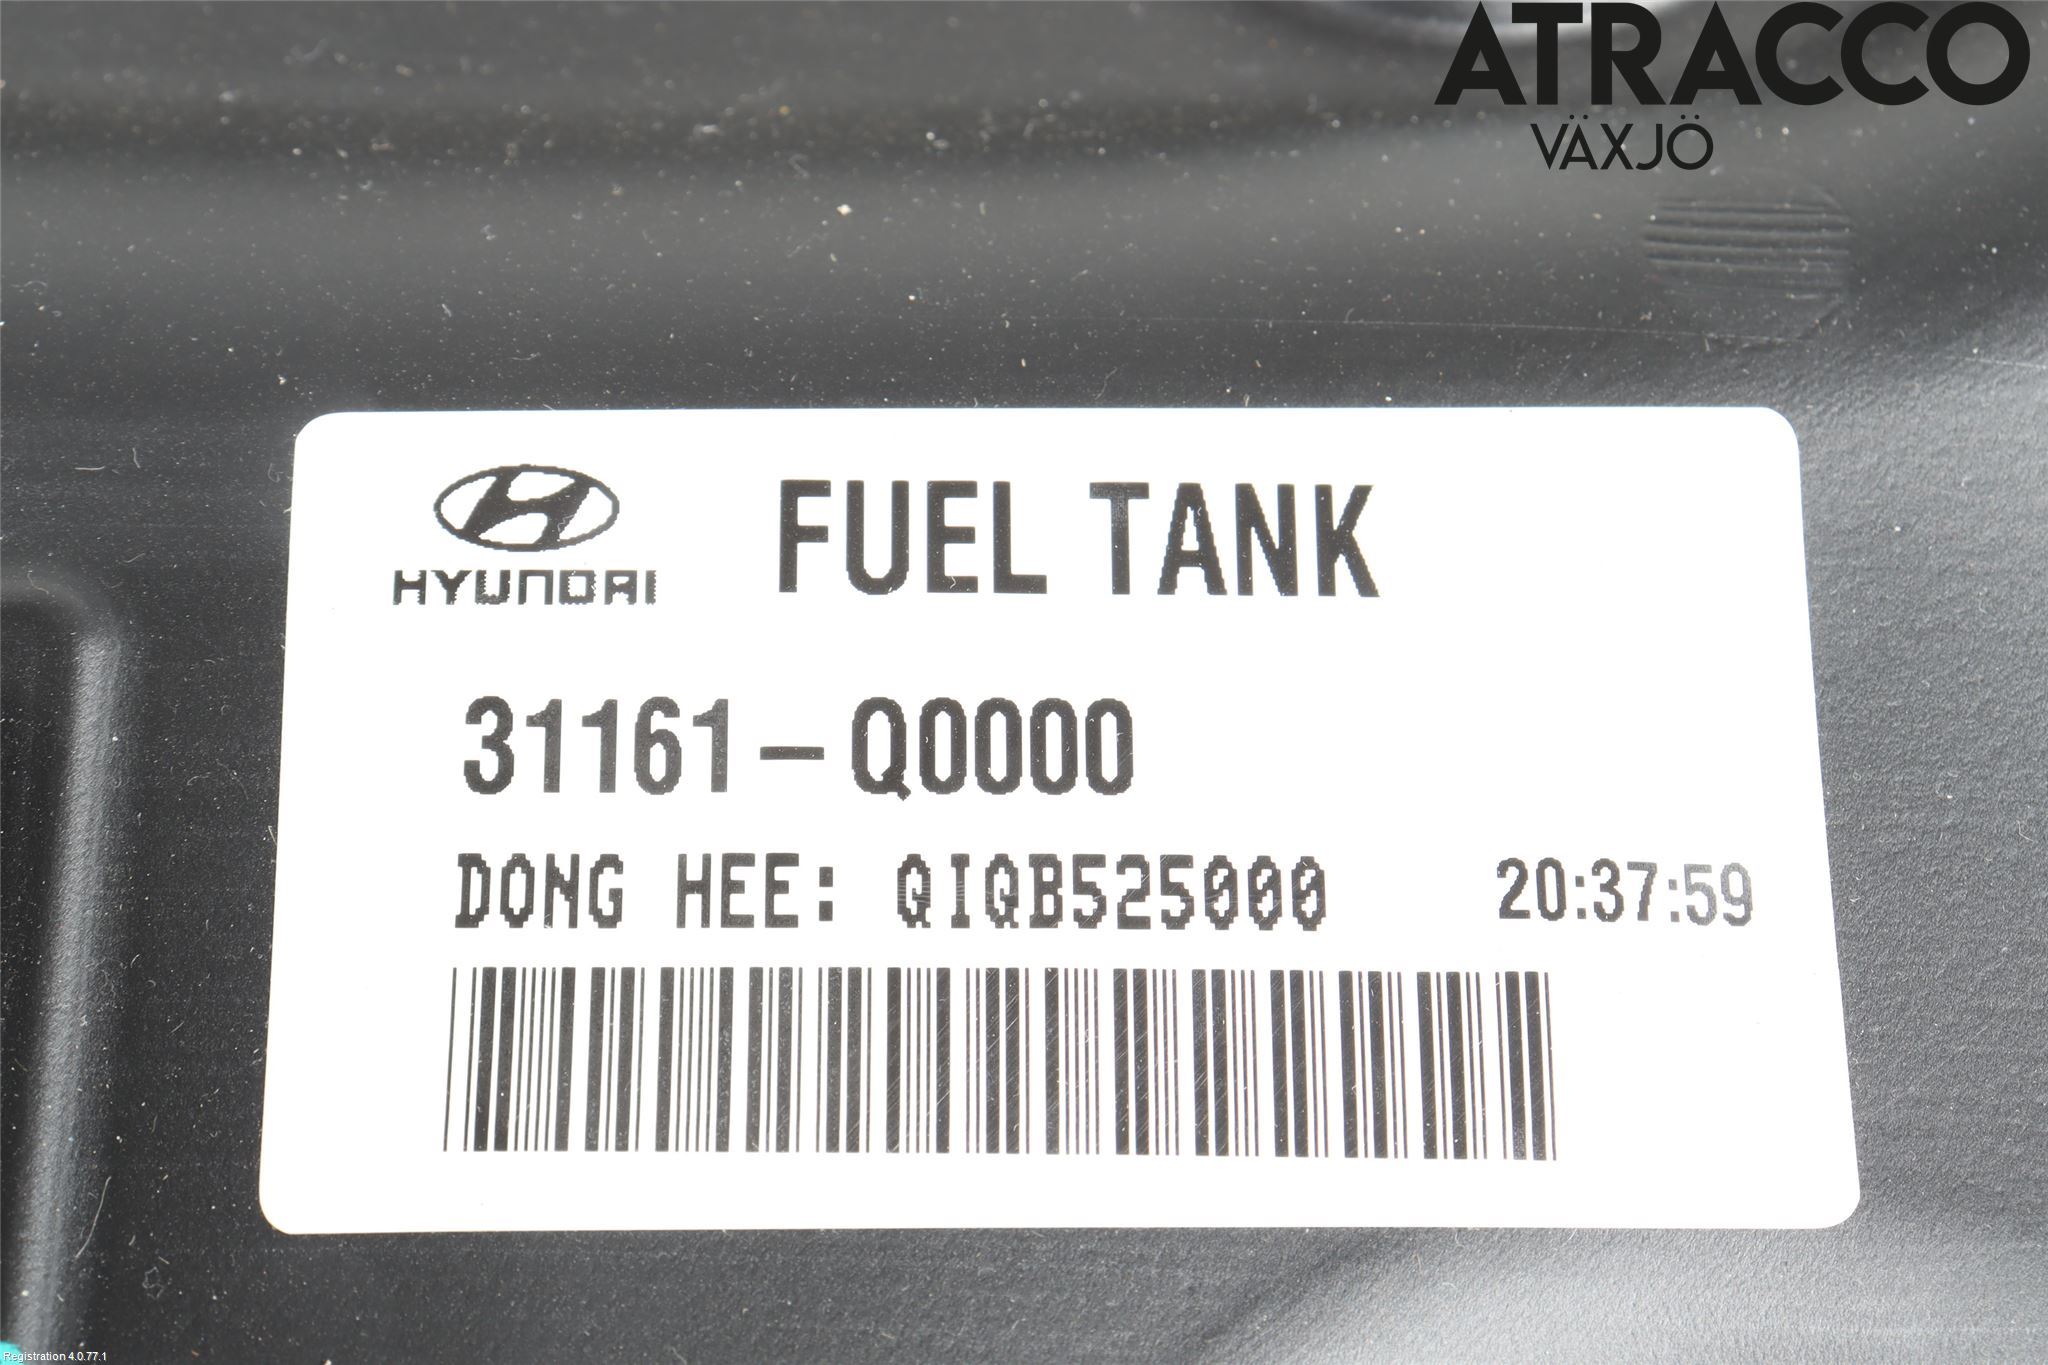 ATRACCO
VÄXJÖ
HYUNDAI
FUEL TANK
31161-Q0000
DONG HEE: QIQB525000 20:37:59
Registration 4.0.77.1